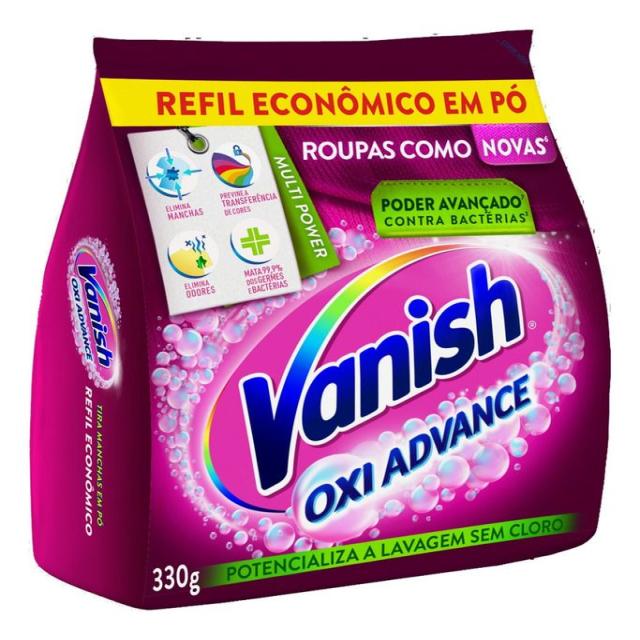 REFIL ECONÔMICO EM PÓ
ROUPAS COMO NOVAS
PODER AVANÇADO
CONTRA BACTÉRIAS
MULTI POWER
ELIMINA
MANCHAS
PREVINE A
TRANSFERÊNCIA
DE CORES
ELIMINA
ODORES
MATA 99,9%
DOS GERMES
E BACTÉRIAS
Vanish
OXI ADVANCE
POTENCIALIZA A LAVAGEM SEM CLORO
330g
Vanish
OXI ADVANCE
TIRA MANCHAS EM PÓ
REFIL ECONÔMICO